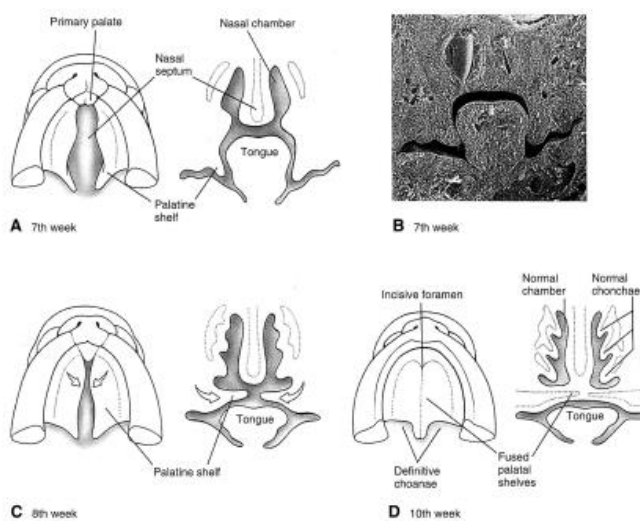 Primary palate
Nasal chamber
Nasal
septum
Tongue
Palatine
shelf
A 7th week
B 7th week
Tongue
Palatine shelf
C 8th week
Incisive foramen
Normal
chamber
Normal
chonchae
Tongue
Definitive
choanae
Fused
palatal
shelves
D 10th week